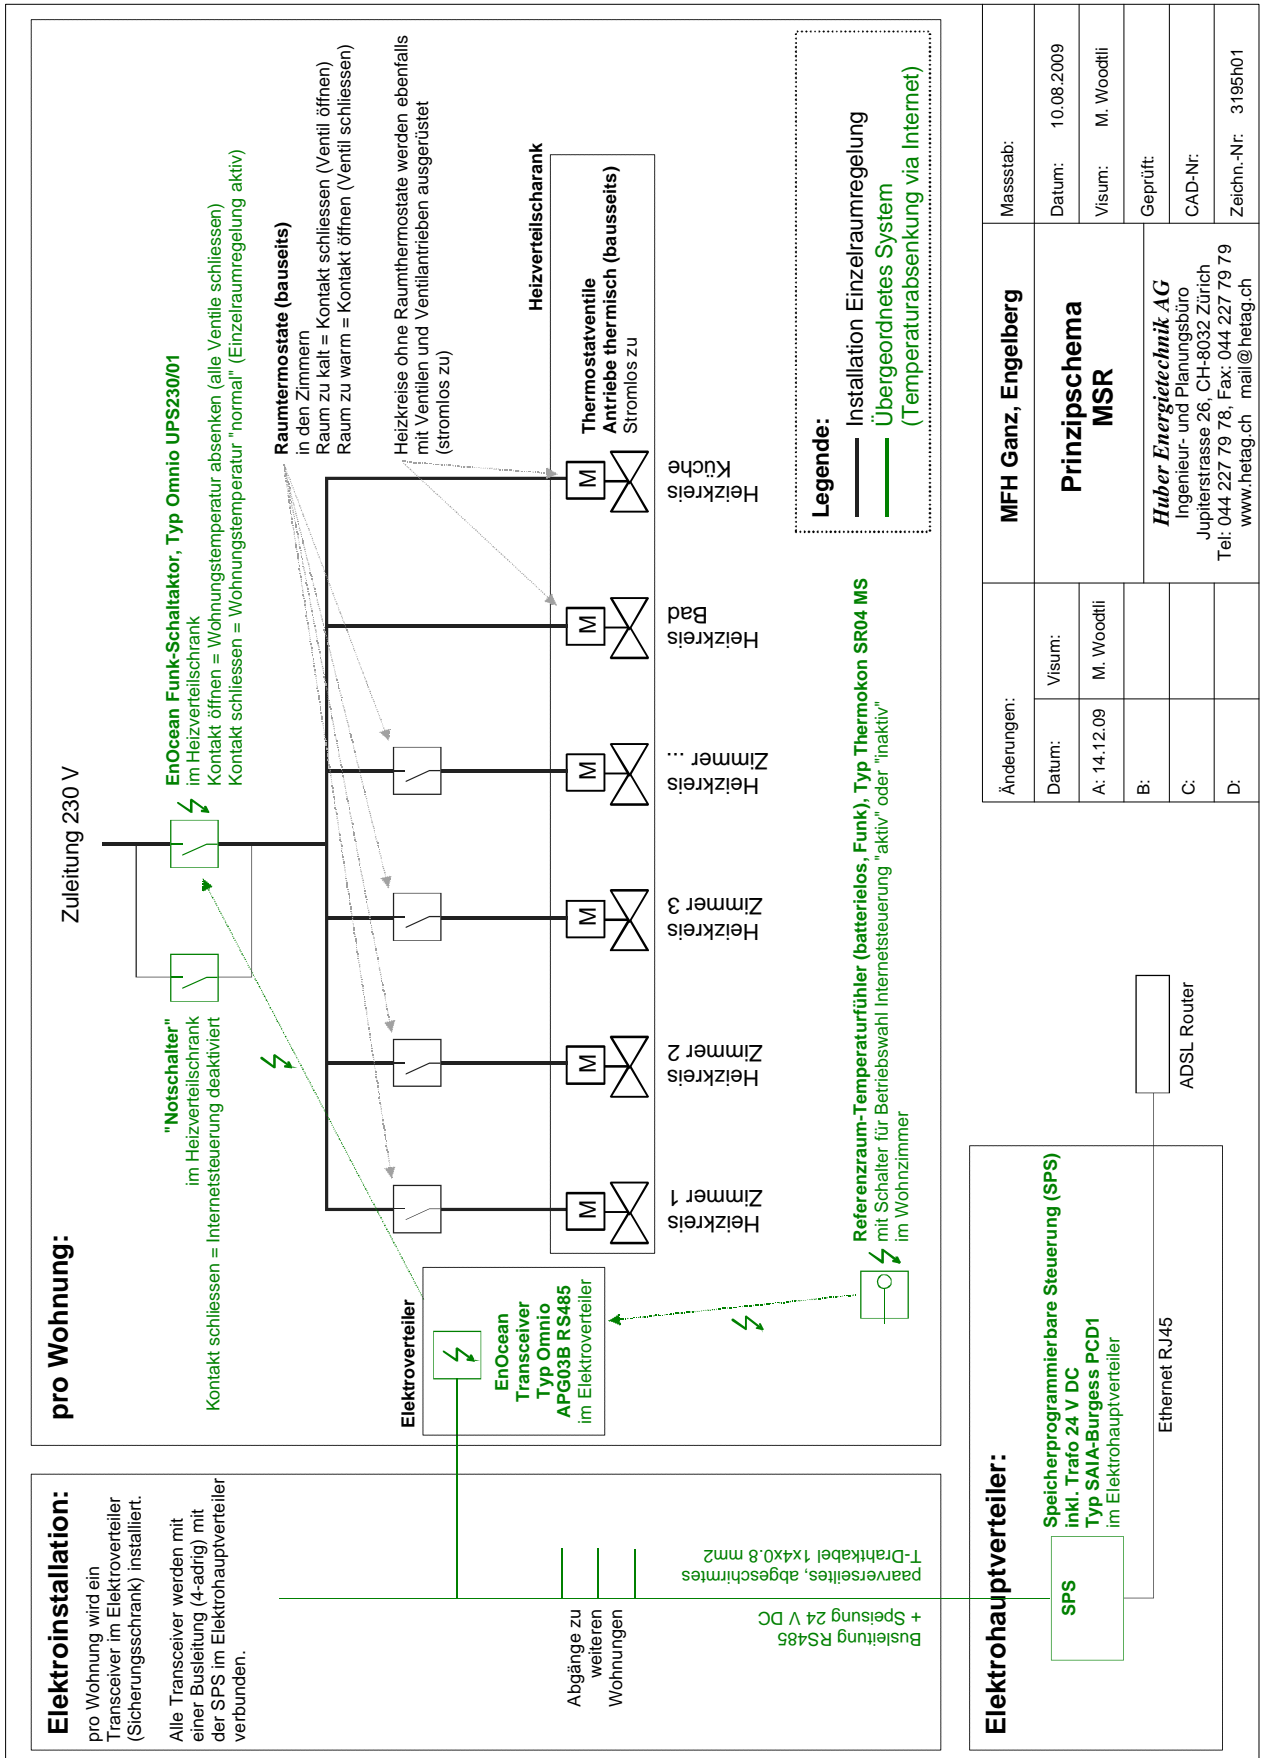 Elektroinstallation:
pro Wohnung wird ein
Transceiver im Elektroverteiler
(Sicherungsschrank) installiert.
Alle Transceiver werden mit
einer Busleitung (4-adrig) mit
der SPS im Elektrohauptverteiler
verbunden.
Abgänge zu
weiteren
Wohnungen
Busleitung RS485
+ Speisung 24 V DC
paarverseiltes, abgeschirmtes
T-Drahtkabel 1x4x0.8 mm2
pro Wohnung:
Zuleitung 230 V
"Notschalter"
im Heizverteilschrank
Kontakt schliessen = Internetsteuerung deaktiviert
EnOcean Funk-Schaltaktor, Typ Omnio UPS230/01
im Heizverteilschrank
Kontakt öffnen = Wohnungstemperatur absenken (alle Ventile schliessen)
Kontakt schliessen = Wohnungstemperatur "normal" (Einzelraumregelung aktiv)
Raumtermostate (bauseits)
in den Zimmern
Raum zu kalt = Kontakt schliessen (Ventil öffnen)
Raum zu warm = Kontakt öffnen (Ventil schliessen)
Heizkreise ohne Raumthermostate werden ebenfalls
mit Ventilen und Ventilantrieben ausgerüstet
(stromlos zu)
Elektroverteiler
EnOcean
Transceiver
Typ Omnio
APG03B RS485
im Elektroverteiler
Heizverteilscharank
Thermostatventile
Antriebe thermisch (bausseits)
Stromlos zu
M
M
M
M
M
M
Heizkreis
Zimmer 1
Heizkreis
Zimmer 2
Heizkreis
Zimmer 3
Heizkreis
Zimmer ...
Heizkreis
Bad
Heizkreis
Küche
Referenzraum-Temperaturfühler (batterielos, Funk), Typ Thermokon SR04 MS
mit Schalter für Betriebswahl Internetsteuerung "aktiv" oder "inaktiv"
im Wohnzimmer
Legende:
Installation Einzelraumregelung
Übergeordnetes System
(Temperaturabsenkung via Internet)
Elektrohauptverteiler:
SPS
Speicherprogrammierbare Steuerung (SPS)
inkl. Trafo 24 V DC
Typ SAIA-Burgess PCD1
im Elektrohauptverteiler
Ethernet RJ45
ADSL Router
Änderungen:
Datum:
Visum:
A: 14.12.09
M. Woodtli
B:
C:
D:
MFH Ganz, Engelberg
Prinzipschema
MSR
Huber Energietechnik AG
Ingenieur- und Planungsbüro
Jupiterstrasse 26, CH-8032 Zürich
Tel: 044 227 79 78, Fax: 044 227 79 79
www.hetag.ch mail@hetag.ch
Massstab:
Datum: 10.08.2009
Visum: M. Woodtli
Geprüft:
CAD-Nr:
Zeichn.-Nr: 3195h01